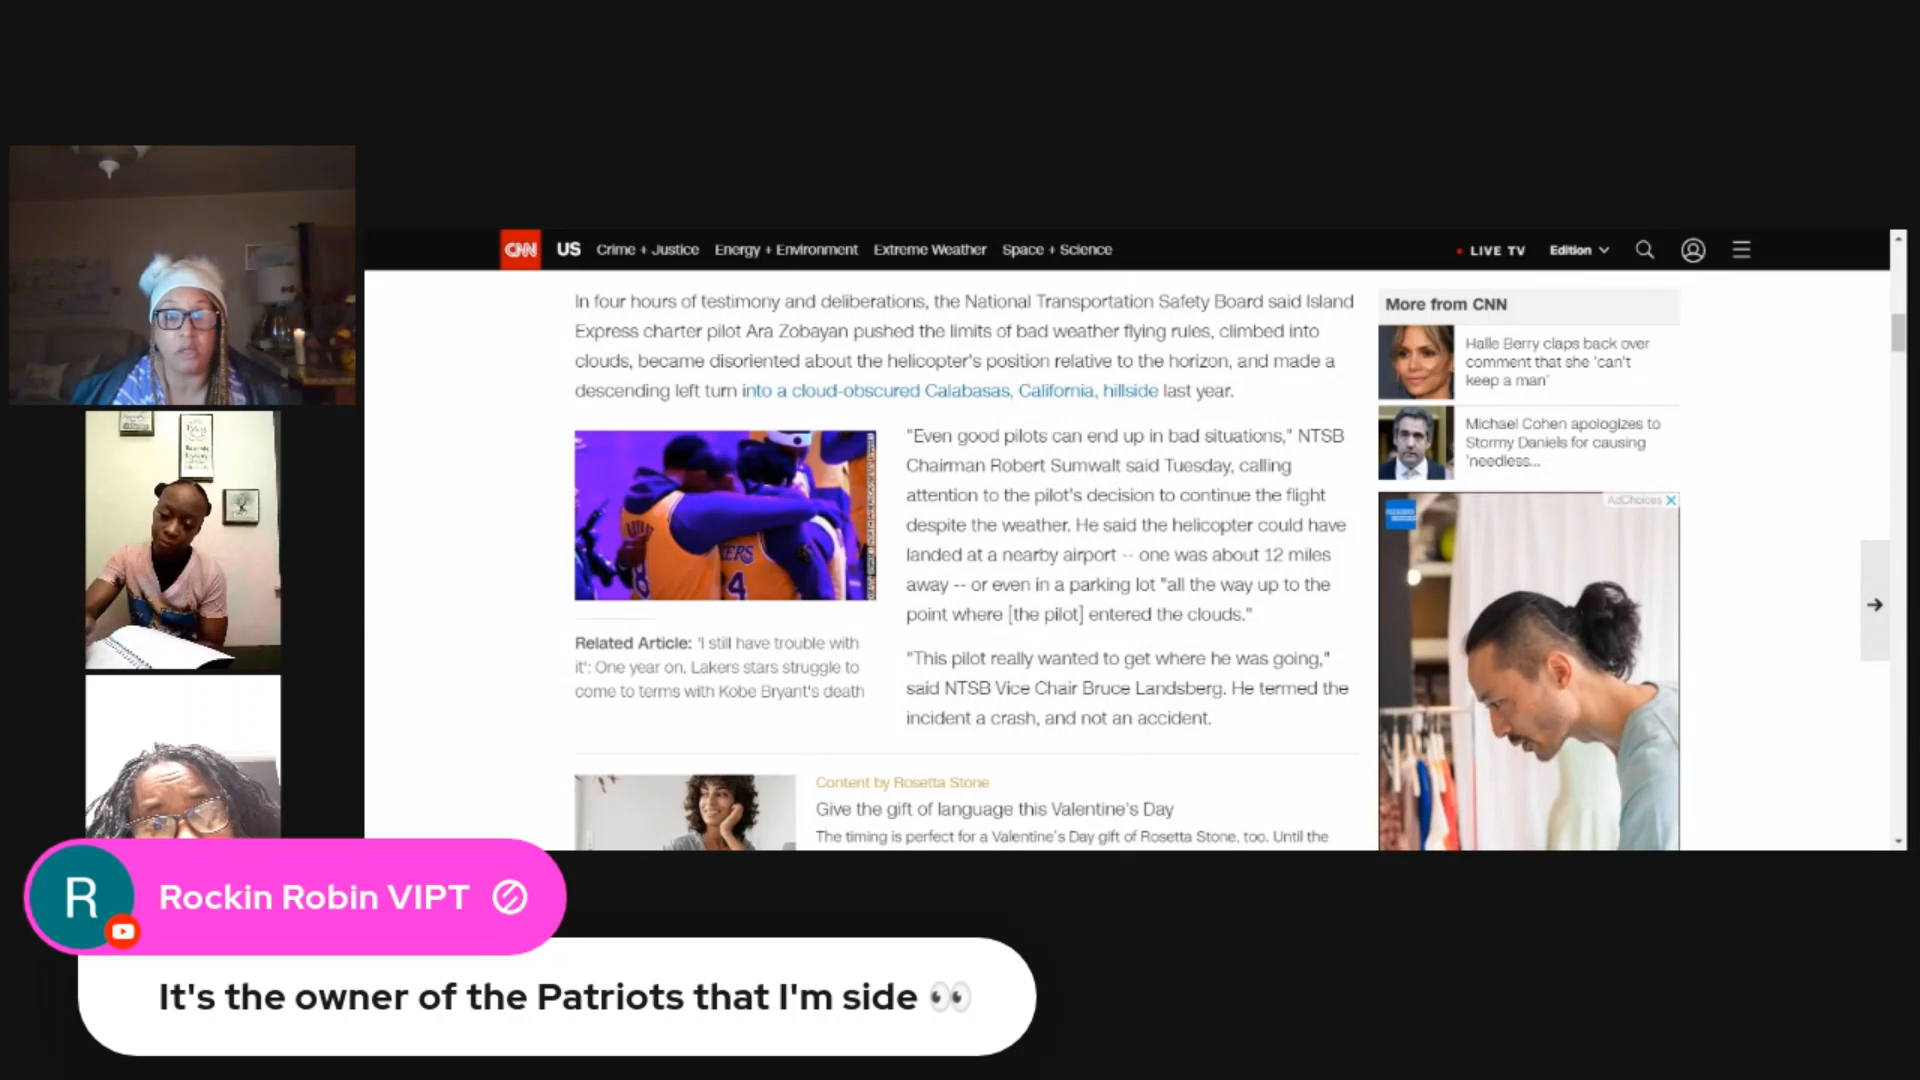 CNN US Crime + Justice Energy + Environment Extreme Weather Space + Science LIVE TV Edition
In four hours of testimony and deliberations, the National Transportation Safety Board said Island
Express charter pilot Ara Zobayan pushed the limits of bad weather flying rules, climbed into
clouds, became disoriented about the helicopter's position relative to the horizon, and made a
descending left turn into a cloud-obscured Calabasas, California, hillside last year.
"Even good pilots can end up in bad situations," NTSB
Chairman Robert Sumwalt said Tuesday, calling
attention to the pilot's decision to continue the flight
despite the weather. He said the helicopter could have
landed at a nearby airport -- one was about 12 miles
away -- or even in a parking lot "all the way up to the
point where [the pilot] entered the clouds."
"This pilot really wanted to get where he was going,"
said NTSB Vice Chair Bruce Landsberg. He termed the
incident a crash, and not an accident.
ERS
8
4
Related Article: 'I still have trouble with
it': One year on, Lakers stars struggle to
come to terms with Kobe Bryant's death
Content by Rosetta Stone
Give the gift of language this Valentine's Day
The timing is perfect for a Valentine's Day gift of Rosetta Stone, too. Until the
More from CNN
Halle Berry claps back over
comment that she 'can't
keep a man'
Michael Cohen apologizes to
Stormy Daniels for causing
'needless...
AdChoices
R
Rockin Robin VIPT
It's the owner of the Patriots that I'm side 👀